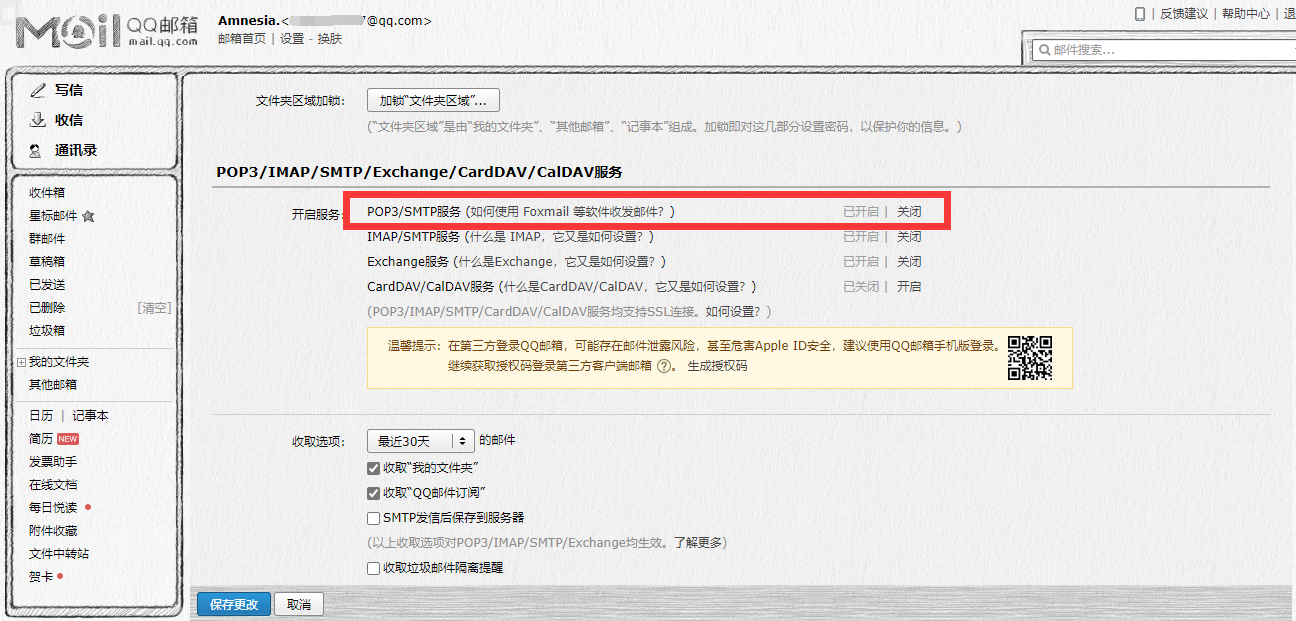 Mail QQ邮箱
mail.qq.com
Amnesia.<7@qq.com>
邮箱首页 | 设置 - 换肤
反馈建议 | 帮助中心 | 退
邮件搜索...
写信
收信
通讯录
收件箱
星标邮件
群邮件
草稿箱
已发送
已删除 [清空]
垃圾箱
我的文件夹
其他邮箱
日历 | 记事本
简历 NEW
发票助手
在线文档
每日悦读
附件收藏
文件中转站
贺卡
文件夹区域加锁： 加锁“文件夹区域”...
(“文件夹区域”是由“我的文件夹”、“其他邮箱”、“记事本”组成。加锁即对这几部分设置密码，以保护你的信息。)
POP3/IMAP/SMTP/Exchange/CardDAV/CalDAV服务
开启服务： POP3/SMTP服务 (如何使用 Foxmail 等软件收发邮件？) 已开启 | 关闭
IMAP/SMTP服务 (什么是 IMAP，它又是如何设置？) 已开启 | 关闭
Exchange服务 (什么是Exchange，它又是如何设置？) 已开启 | 关闭
CardDAV/CalDAV服务 (什么是CardDAV/CalDAV，它又是如何设置？) 已关闭 | 开启
(POP3/IMAP/SMTP/CardDAV/CalDAV服务均支持SSL连接。如何设置？)
温馨提示：在第三方登录QQ邮箱，可能存在邮件泄露风险，甚至危害Apple ID安全，建议使用QQ邮箱手机版登录。
继续获取授权码登录第三方客户端邮箱 ? 。 生成授权码
收取选项： 最近30天 的邮件
收取“我的文件夹”
收取“QQ邮件订阅”
SMTP发信后保存到服务器
(以上收取选项对POP3/IMAP/SMTP/Exchange均生效。了解更多)
收取垃圾邮件隔离提醒
保存更改 取消